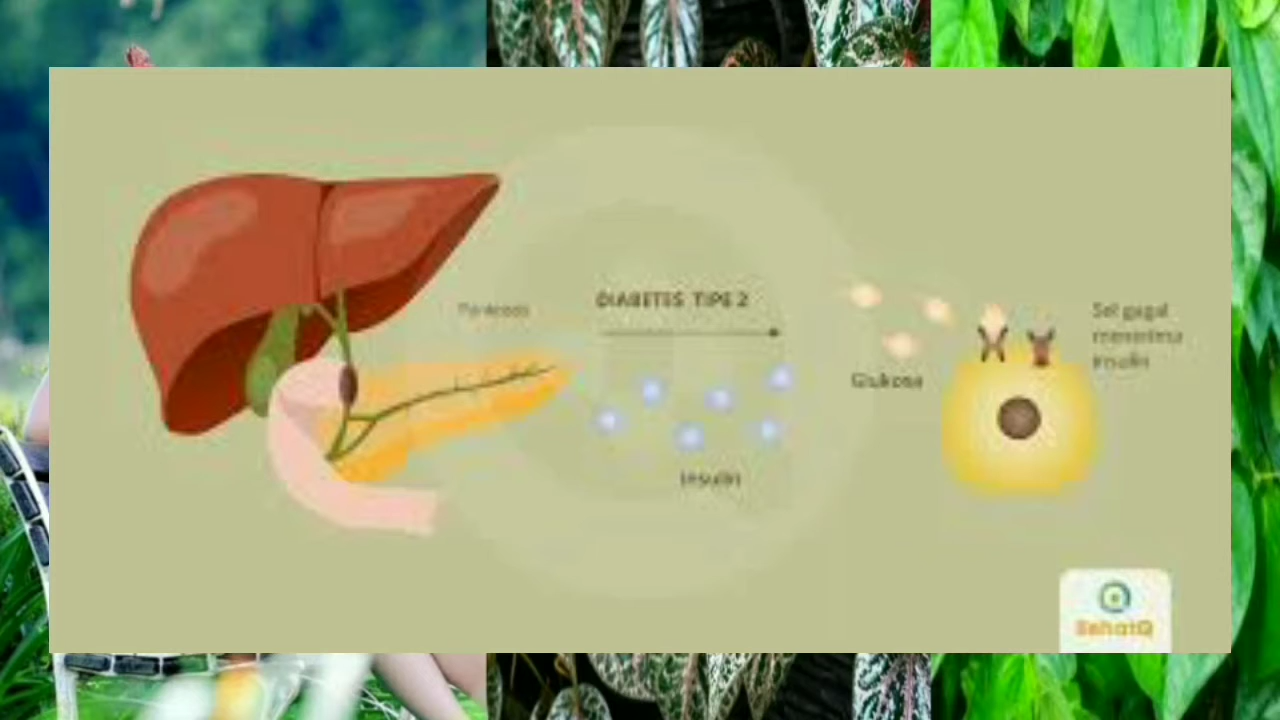 Pankreas
DIABETES TIPE 2
Insulin
Glukosa
Sel gagal
menerima
insulin
SehatQ